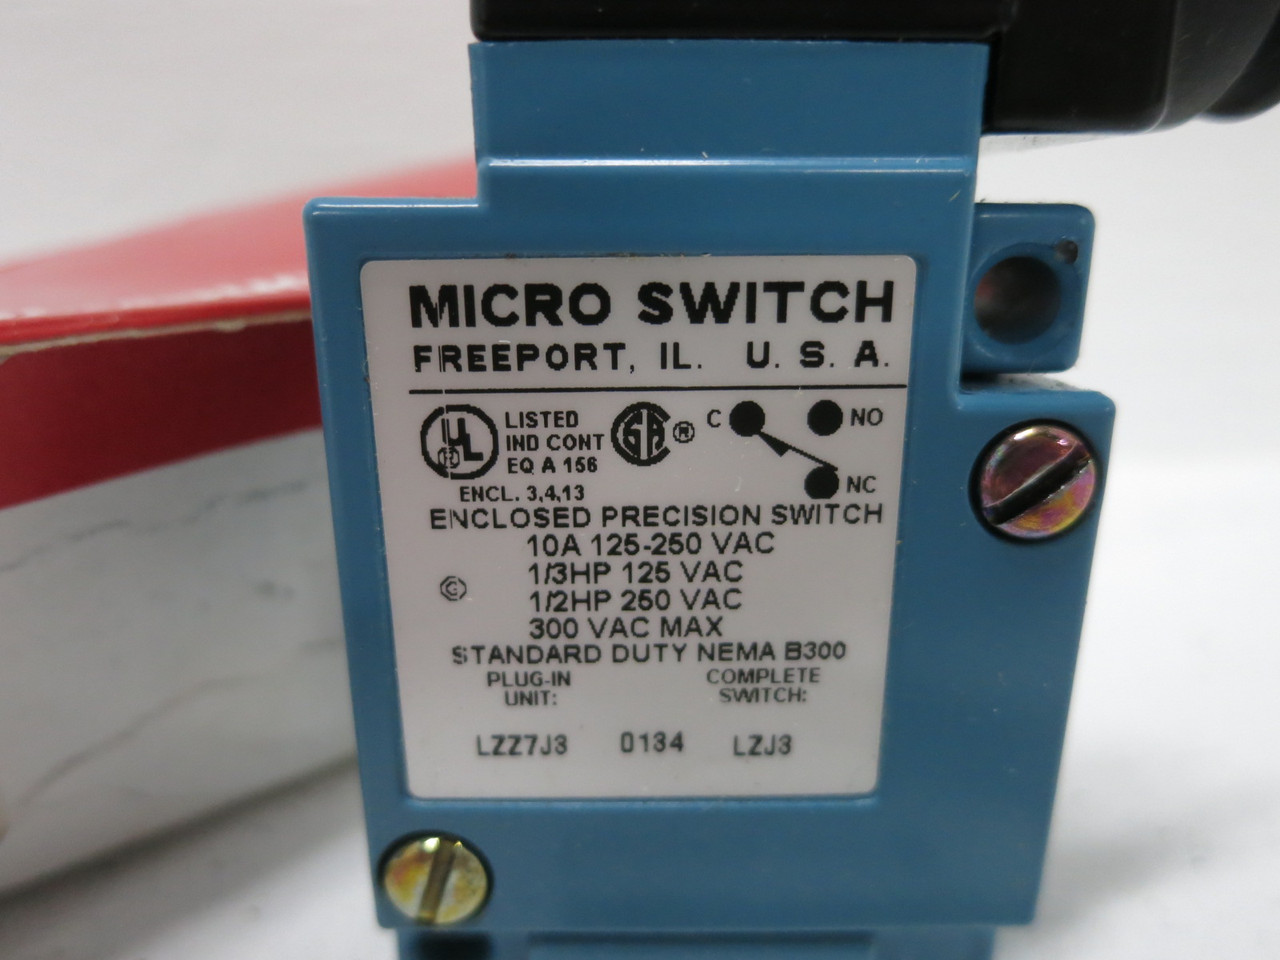 MICRO SWITCH
FREEPORT, IL. U. S. A.
UL
LISTED
IND CONT
EQ A 156
SA ®
C
NO
NC
ENCL. 3,4,13
ENCLOSED PRECISION SWITCH
10A 125-250 VAC
1/3HP 125 VAC
1/2HP 250 VAC
300 VAC MAX
STANDARD DUTY NEMA B300
PLUG-IN
UNIT:
COMPLETE
SWITCH:
LZZ7J3 0134 LZJ3